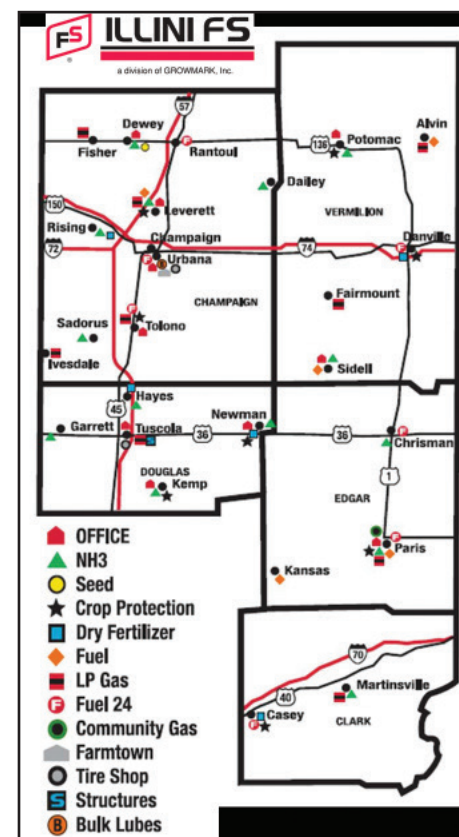 FS ILLINI FS
®
a division of GROWMARK, Inc.
57
Dewey
Fisher
Rantoul
136
Potomac
Alvin
Dailey
150
Leverett
VERMILION
Rising
Champaign
Danville
72
74
Urbana
B
F
CHAMPAIGN
Fairmount
Tolono
Sadorus
Ivesdale
Sidell
Hayes
45
Garrett
Tuscola
36
Newman
36
Chrisman
S
1
DOUGLAS
Kemp
EDGAR
OFFICE
NH3
Paris
Seed
Kansas
Crop Protection
Dry Fertilizer
Fuel
70
LP Gas
Martinsville
F Fuel 24
40
Casey
CLARK
Community Gas
Farmtown
Tire Shop
S Structures
B Bulk Lubes